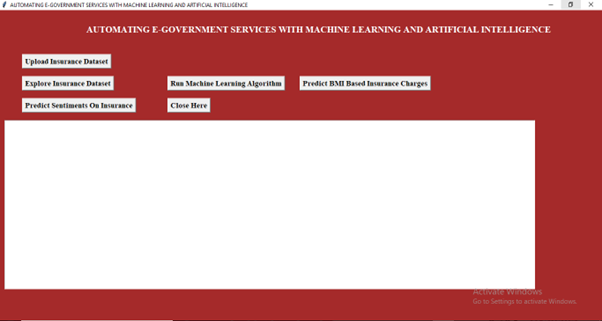 AUTOMATING E-GOVERNMENT SERVICES WITH MACHINE LEARNING AND ARTIFICIAL INTELLIGENCE
AUTOMATING E-GOVERNMENT SERVICES WITH MACHINE LEARNING AND ARTIFICIAL INTELLIGENCE
Upload Insurance Dataset
Explore Insurance Dataset Run Machine Learning Algorithm Predict BMI Based Insurance Charges
Predict Sentiments On Insurance Close Here
Activate Windows
Go to Settings to activate Windows.